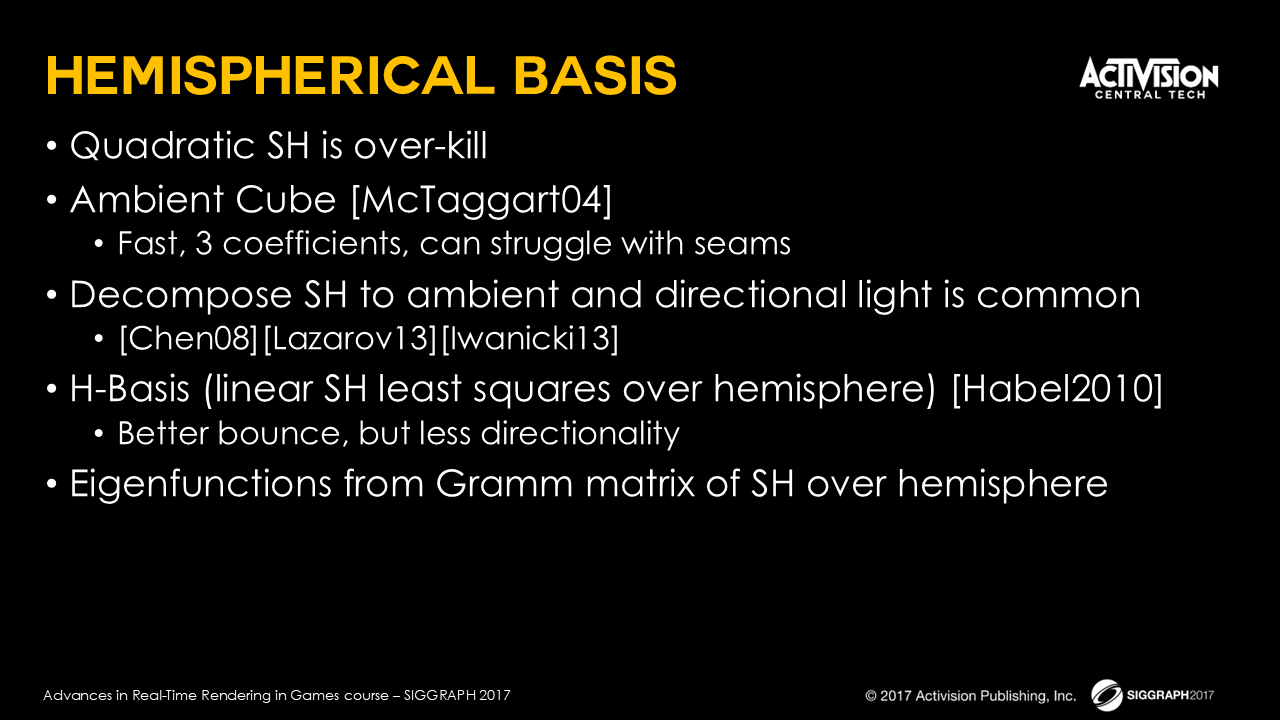 HEMISPHERICAL BASIS
ACTIVISION
CENTRAL TECH
• Quadratic SH is over-kill
• Ambient Cube [McTaggart04]
• Fast, 3 coefficients, can struggle with seams
• Decompose SH to ambient and directional light is common
• [Chen08][Lazarov13][Iwanicki13]
• H-Basis (linear SH least squares over hemisphere) [Habel2010]
• Better bounce, but less directionality
• Eigenfunctions from Gramm matrix of SH over hemisphere
Advances in Real-Time Rendering in Games course – SIGGRAPH 2017
© 2017 Activision Publishing, Inc.
SIGGRAPH2017